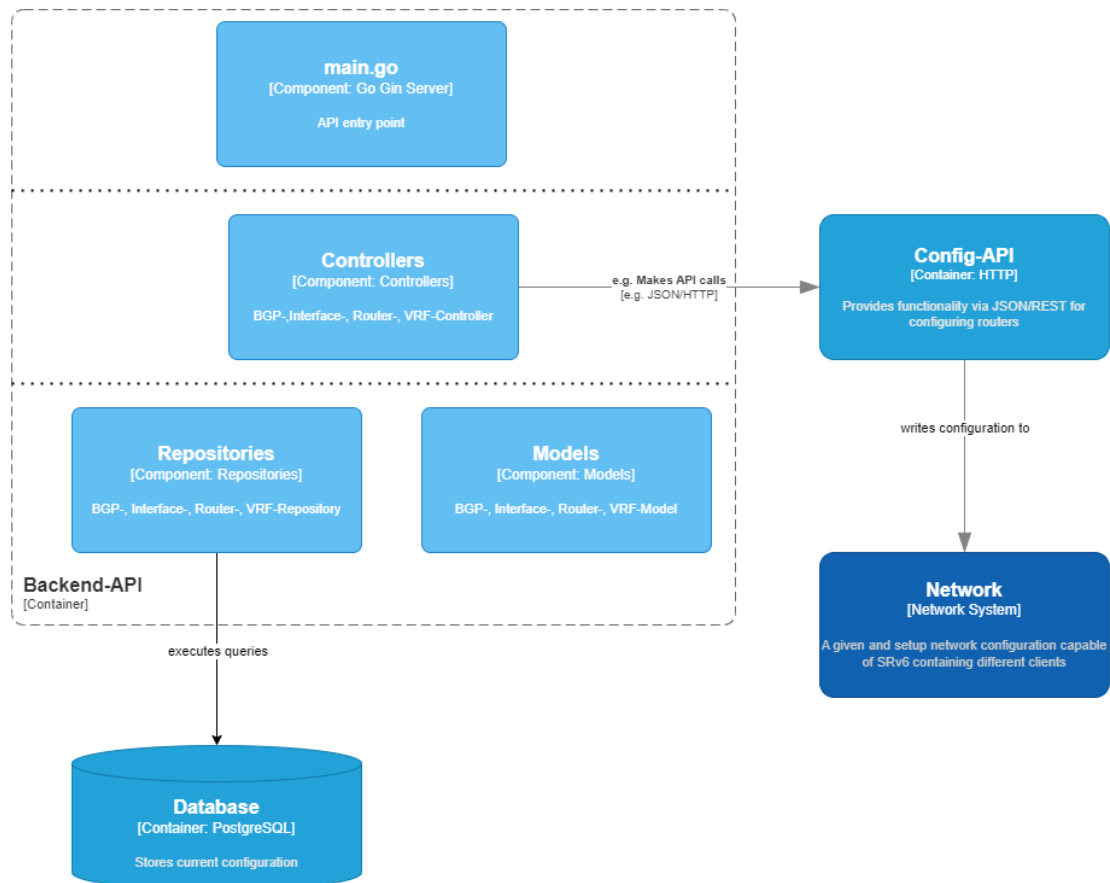 main.go
[Component: Go Gin Server]
API entry point
Controllers
[Component: Controllers]
BGP-,Interface-, Router-, VRF-Controller
e.g. Makes API calls
[e.g. JSON/HTTP]
Config-API
[Container: HTTP]
Provides functionality via JSON/REST for
configuring routers
Repositories
[Component: Repositories]
BGP-, Interface-, Router-, VRF-Repository
Models
[Component: Models]
BGP-, Interface-, Router-, VRF-Model
writes configuration to
Backend-API
[Container]
Network
[Network System]
A given and setup network configuration capable
of SRv6 containing different clients
executes queries
Database
[Container: PostgreSQL]
Stores current configuration